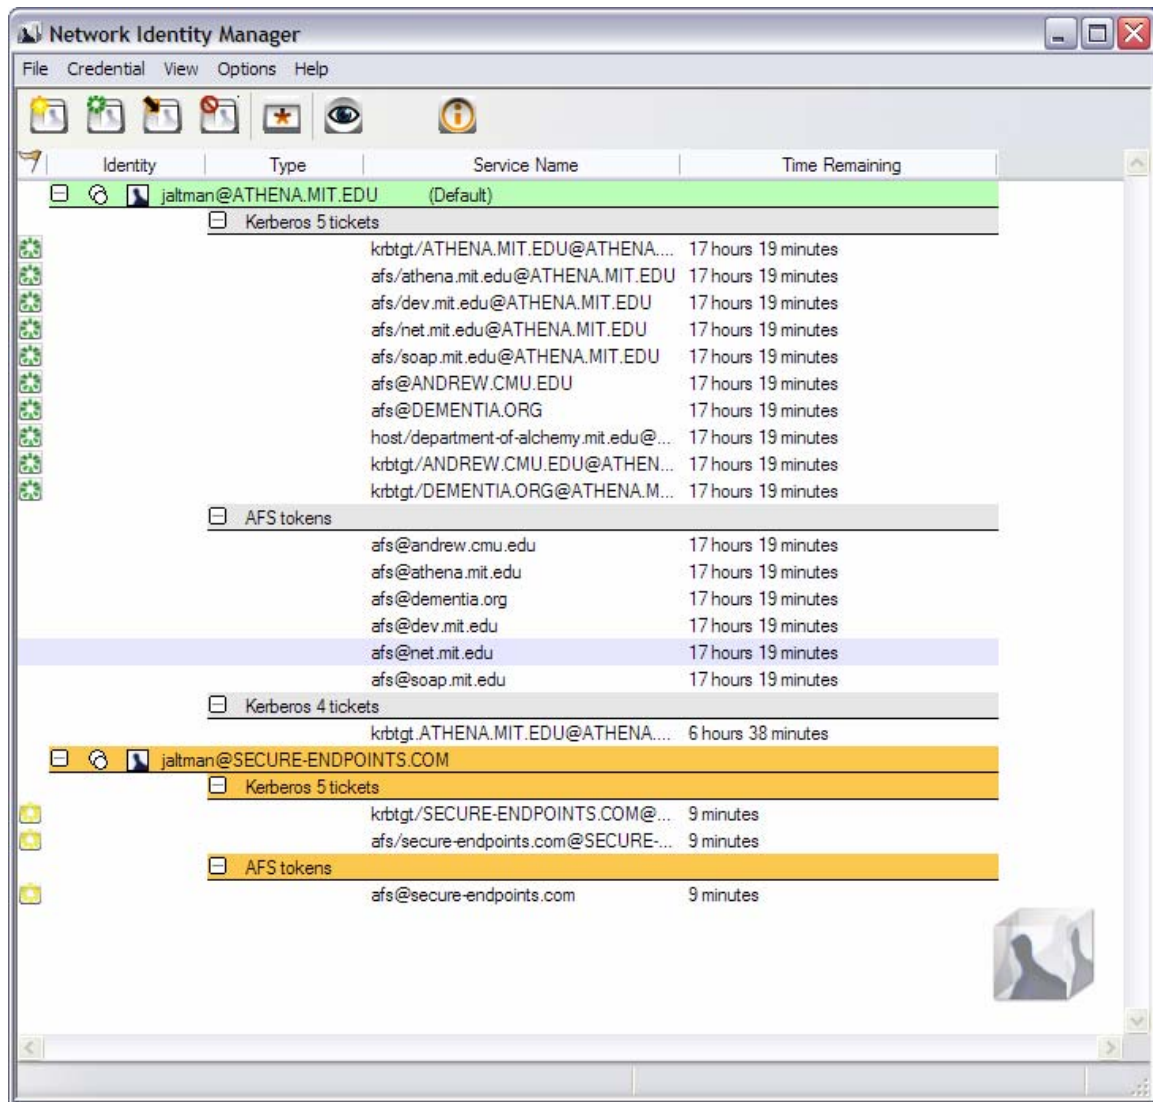 Network Identity Manager
File Credential View Options Help
Identity Type Service Name Time Remaining
jaltman@ATHENA.MIT.EDU (Default)
Kerberos 5 tickets
krbtgt/ATHENA.MIT.EDU@ATHENA.... 17 hours 19 minutes
afs/athena.mit.edu@ATHENA.MIT.EDU 17 hours 19 minutes
afs/dev.mit.edu@ATHENA.MIT.EDU 17 hours 19 minutes
afs/net.mit.edu@ATHENA.MIT.EDU 17 hours 19 minutes
afs/soap.mit.edu@ATHENA.MIT.EDU 17 hours 19 minutes
afs@ANDREW.CMU.EDU 17 hours 19 minutes
afs@DEMENTIA.ORG 17 hours 19 minutes
host/department-of-alchemy.mit.edu@... 17 hours 19 minutes
krbtgt/ANDREW.CMU.EDU@ATHEN... 17 hours 19 minutes
krbtgt/DEMENTIA.ORG@ATHENA.M... 17 hours 19 minutes
AFS tokens
afs@andrew.cmu.edu 17 hours 19 minutes
afs@athena.mit.edu 17 hours 19 minutes
afs@dementia.org 17 hours 19 minutes
afs@dev.mit.edu 17 hours 19 minutes
afs@net.mit.edu 17 hours 19 minutes
afs@soap.mit.edu 17 hours 19 minutes
Kerberos 4 tickets
krbtgt.ATHENA.MIT.EDU@ATHENA.... 6 hours 38 minutes
jaltman@SECURE-ENDPOINTS.COM
Kerberos 5 tickets
krbtgt/SECURE-ENDPOINTS.COM@... 9 minutes
afs/secure-endpoints.com@SECURE-... 9 minutes
AFS tokens
afs@secure-endpoints.com 9 minutes